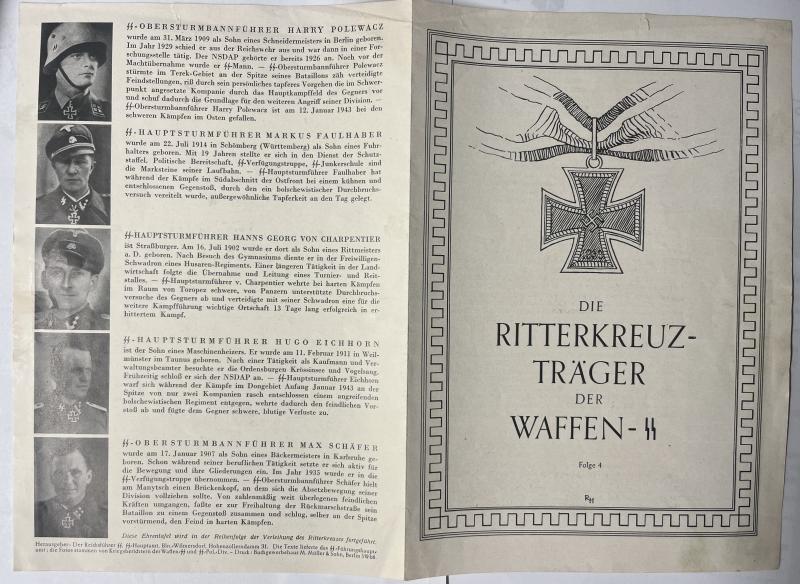 ϟϟ-OBERSTURMBANNFÜHRER HARRY POLEWACZ
wurde am 31. März 1909 als Sohn eines Schneidermeisters in Berlin geboren.
Im Jahr 1929 schied er aus der Reichswehr aus und war dann in einer For-
schungsstelle tätig. Der NSDAP gehörte er bereits 1926 an. Noch vor der
Machtübernahme wurde er ϟϟ-Mann. — ϟϟ-Obersturmbannführer Polewacz
stürmte im Terek-Gebiet an der Spitze seines Bataillons zäh verteidigte
Feindstellungen, riß durch sein persönliches tapferes Vorgehen die im Schwer-
punkt angesetzte Kompanie durch das Hauptkampffeld des Gegners vor
und schuf dadurch die Grundlage für den weiteren Angriff seiner Division. —
ϟϟ-Obersturmbannführer Harry Polewacz ist am 12. Januar 1943 bei den
schweren Kämpfen im Osten gefallen.
ϟϟ-HAUPTSTURMFÜHRER MARKUS FAULHABER
wurde am 22. Juli 1914 in Schömberg (Württemberg) als Sohn eines Fuhr-
halters geboren. Mit 19 Jahren stellte er sich in den Dienst der Schutz-
staffel. Politische Bereitschaft, ϟϟ-Verfügungstruppe, ϟϟ-Junkerschule sind
die Marksteine seiner Laufbahn. — ϟϟ-Hauptsturmführer Faulhaber hat
während der Kämpfe im Südabschnitt der Ostfront bei einem kühnen und
entschlossenen Gegenstoß, durch den ein bolschewistischer Durchbruchs-
versuch vereitelt wurde, außergewöhnliche Tapferkeit an den Tag gelegt.
ϟϟ-HAUPTSTURMFÜHRER HANNS GEORG VON CHARPENTIER
ist Straßburger. Am 16. Juli 1902 wurde er dort als Sohn eines Rittmeisters
a. D. geboren. Nach Besuch des Gymnasiums diente er in der Freiwilligen-
Schwadron eines Husaren-Regiments. Einer längeren Tätigkeit in der Land-
wirtschaft folgte die Übernahme und Leitung eines Turnier- und Reit-
stalles. — ϟϟ-Hauptsturmführer v. Charpentier wehrte bei harten Kämpfen
im Raum von Toropez schwere, von Panzern unterstützte Durchbruchs-
versuche des Gegners ab und verteidigte mit seiner Schwadron eine für die
weitere Kampfführung wichtige Ortschaft 13 Tage lang erfolgreich in er-
bittertem Kampf.
ϟϟ-HAUPTSTURMFÜHRER HUGO EICHHORN
ist der Sohn eines Maschinenheizers. Er wurde am 11. Februar 1911 in Weil-
münster im Taunus geboren. Nach einer Tätigkeit als Kaufmann und Ver-
waltungsbeamter besuchte er die Ordensburgen Krössinsee und Vogelsang.
Frühzeitig schloß er sich der NSDAP an. — ϟϟ-Hauptsturmführer Eichhorn
warf sich während der Kämpfe im Dongebiet Anfang Januar 1943 an der
Spitze von nur zwei Kompanien rasch entschlossen einem angreifenden
bolschewistischen Regiment entgegen, wehrte dadurch den feindlichen Vor-
stoß ab und fügte dem Gegner schwere, blutige Verluste zu.
ϟϟ-OBERSTURMBANNFÜHRER MAX SCHÄFER
wurde am 17. Januar 1907 als Sohn eines Bäckermeisters in Karlsruhe ge-
boren. Schon während seiner beruflichen Tätigkeit setzte er sich aktiv für
die Bewegung und ihre Gliederungen ein. Im Jahr 1935 wurde er in die
ϟϟ-Verfügungstruppe übernommen. — ϟϟ-Obersturmbannführer Schäfer hielt
am Manytsch einen Brückenkopf, an dem sich die Absetzbewegung seiner
Division vollziehen sollte. Von zahlenmäßig weit überlegenen feindlichen
Kräften umgangen, faßte er zur Freihaltung der Rückmarschstraße sein
Bataillon zu einem Gegenstoß zusammen und schlug, selber an der Spitze
vorstürmend, den Feind in harten Kämpfen.
Diese Ehrentafel wird in der Reihenfolge der Verleihung des Ritterkreuzes fortgeführt.
Herausgeber: Der Reichsführer ϟϟ, ϟϟ-Hauptamt, Bln.-Wilmersdorf, Hohenzollerndamm 31. Die Texte lieferte das ϟϟ-Führungshaupt-
amt; die Fotos stammen von Kriegsberichtern der Waffen-ϟϟ und ϟϟ-Pol.-Div. — Druck: Buchgewerbehaus M. Müller & Sohn, Berlin SW 68.
DIE
RITTERKREUZ-
TRÄGER
DER
WAFFEN-ϟϟ
Folge 4